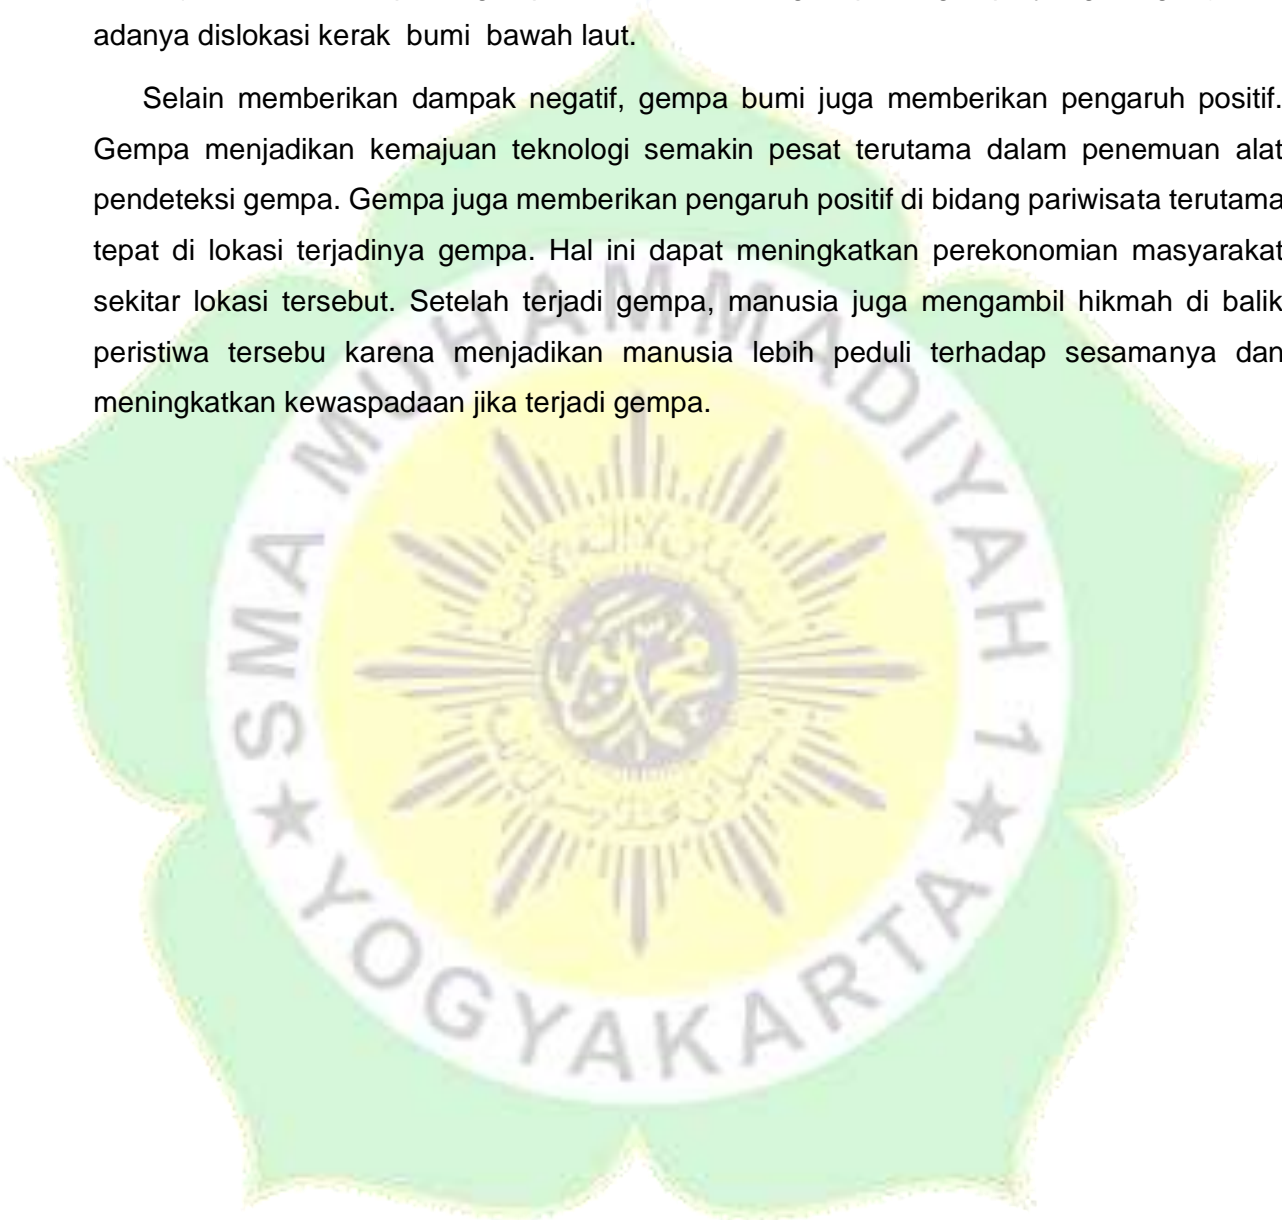 adanya dislokasi kerak bumi bawah laut.
Selain memberikan dampak negatif, gempa bumi juga memberikan pengaruh positif.
Gempa menjadikan kemajuan teknologi semakin pesat terutama dalam penemuan alat
pendeteksi gempa. Gempa juga memberikan pengaruh positif di bidang pariwisata terutama
tepat di lokasi terjadinya gempa. Hal ini dapat meningkatkan perekonomian masyarakat
sekitar lokasi tersebut. Setelah terjadi gempa, manusia juga mengambil hikmah di balik
peristiwa tersebu karena menjadikan manusia lebih peduli terhadap sesamanya dan
meningkatkan kewaspadaan jika terjadi gempa.
SMA MUHAMMADIYAH 1
YOGYAKARTA